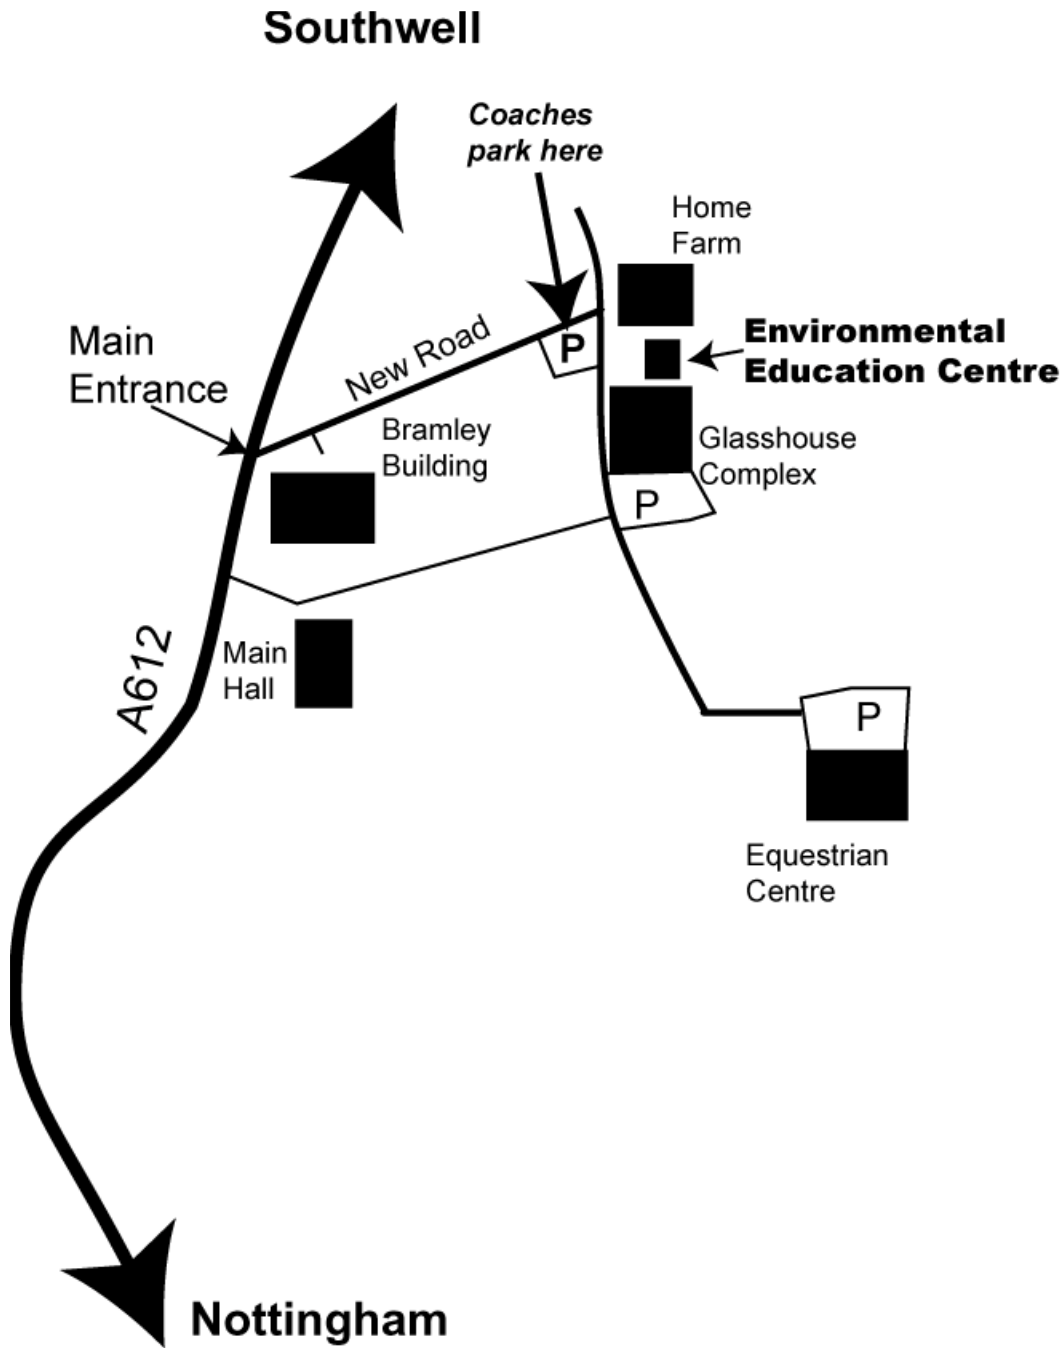 Southwell
Coaches
park here
Home
Farm
Main
Entrance
New Road
P
Environmental
Education Centre
Bramley
Building
Glasshouse
Complex
P
A612
Main
Hall
P
Equestrian
Centre
Nottingham